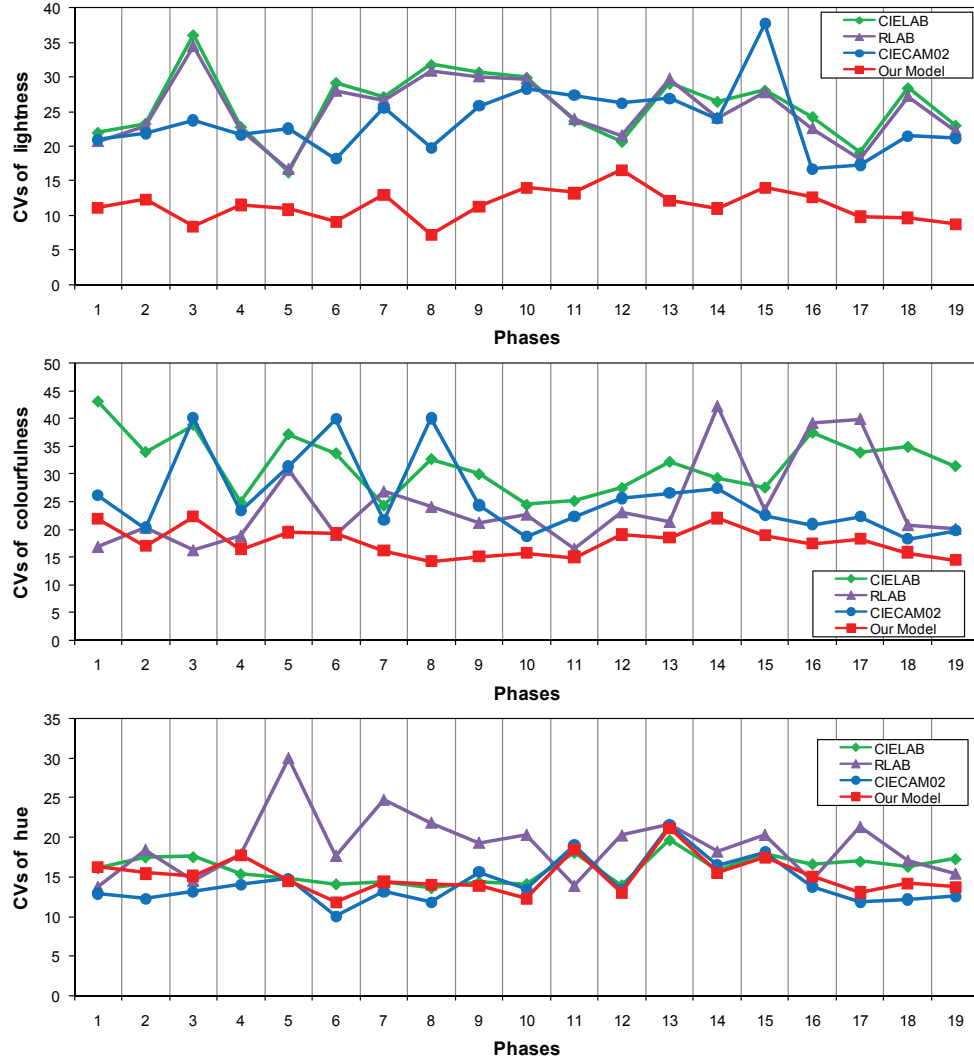 CVs of lightness
40
35
30
25
20
15
10
5
0
CIELAB
RLAB
CIECAM02
Our Model
1 2 3 4 5 6 7 8 9 10 11 12 13 14 15 16 17 18 19
Phases
CVs of colourfulness
50
45
40
35
30
25
20
15
10
5
0
CIELAB
RLAB
CIECAM02
Our Model
1 2 3 4 5 6 7 8 9 10 11 12 13 14 15 16 17 18 19
Phases
CVs of hue
35
30
25
20
15
10
5
0
CIELAB
RLAB
CIECAM02
Our Model
1 2 3 4 5 6 7 8 9 10 11 12 13 14 15 16 17 18 19
Phases